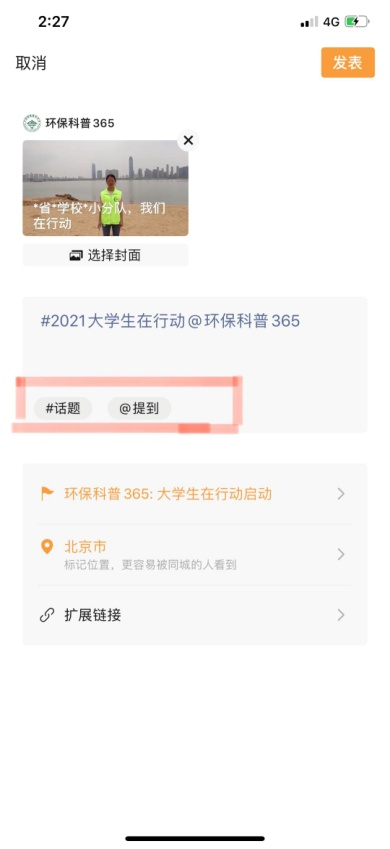 2:27
4G
取消
发表
环保科普365
*省*学校*小分队，我们
在行动
选择封面
#2021大学生在行动@环保科普365
#话题
@提到
环保科普365: 大学生在行动启动
北京市
标记位置，更容易被同城的人看到
扩展链接